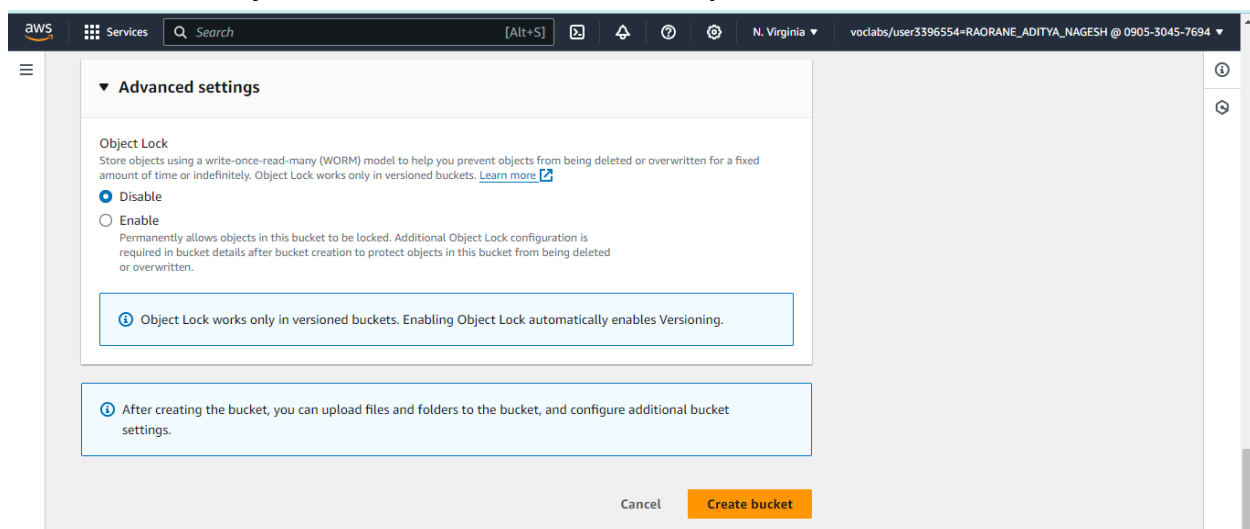 aws
Services
Search
[Alt+S]
N. Virginia
voclabs/user3396554=RAORANE_ADITYA_NAGESH @ 0905-3045-7694
Advanced settings
Object Lock
Store objects using a write-once-read-many (WORM) model to help you prevent objects from being deleted or overwritten for a fixed
amount of time or indefinitely. Object Lock works only in versioned buckets. Learn more
Disable
Enable
Permanently allows objects in this bucket to be locked. Additional Object Lock configuration is
required in bucket details after bucket creation to protect objects in this bucket from being deleted
or overwritten.
Object Lock works only in versioned buckets. Enabling Object Lock automatically enables Versioning.
After creating the bucket, you can upload files and folders to the bucket, and configure additional bucket
settings.
Cancel
Create bucket